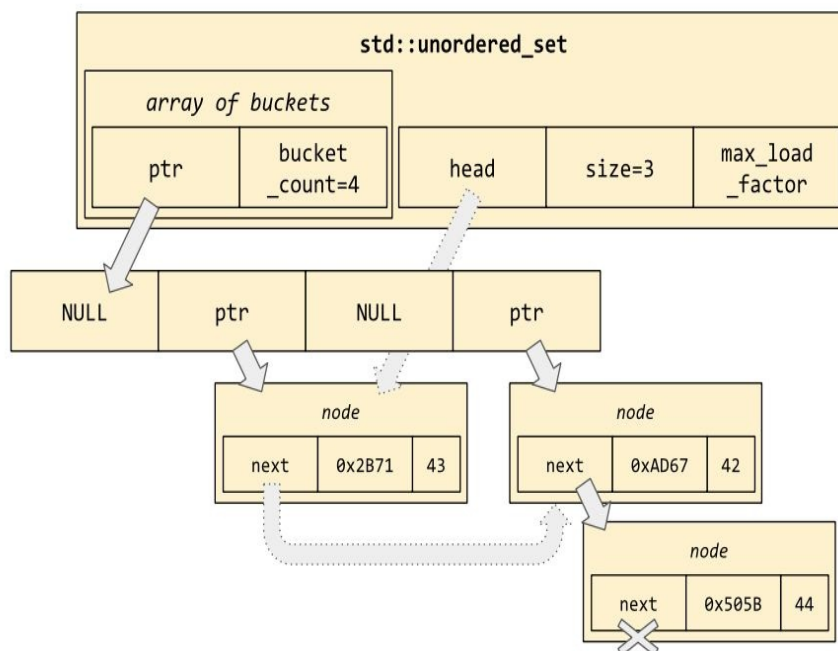 std::unordered_set
array of buckets
ptr
bucket
_count=4
head
size=3
max_load
_factor
NULL
ptr
NULL
ptr
node
next
0x2B71
43
node
next
0xAD67
42
node
next
0x505B
44